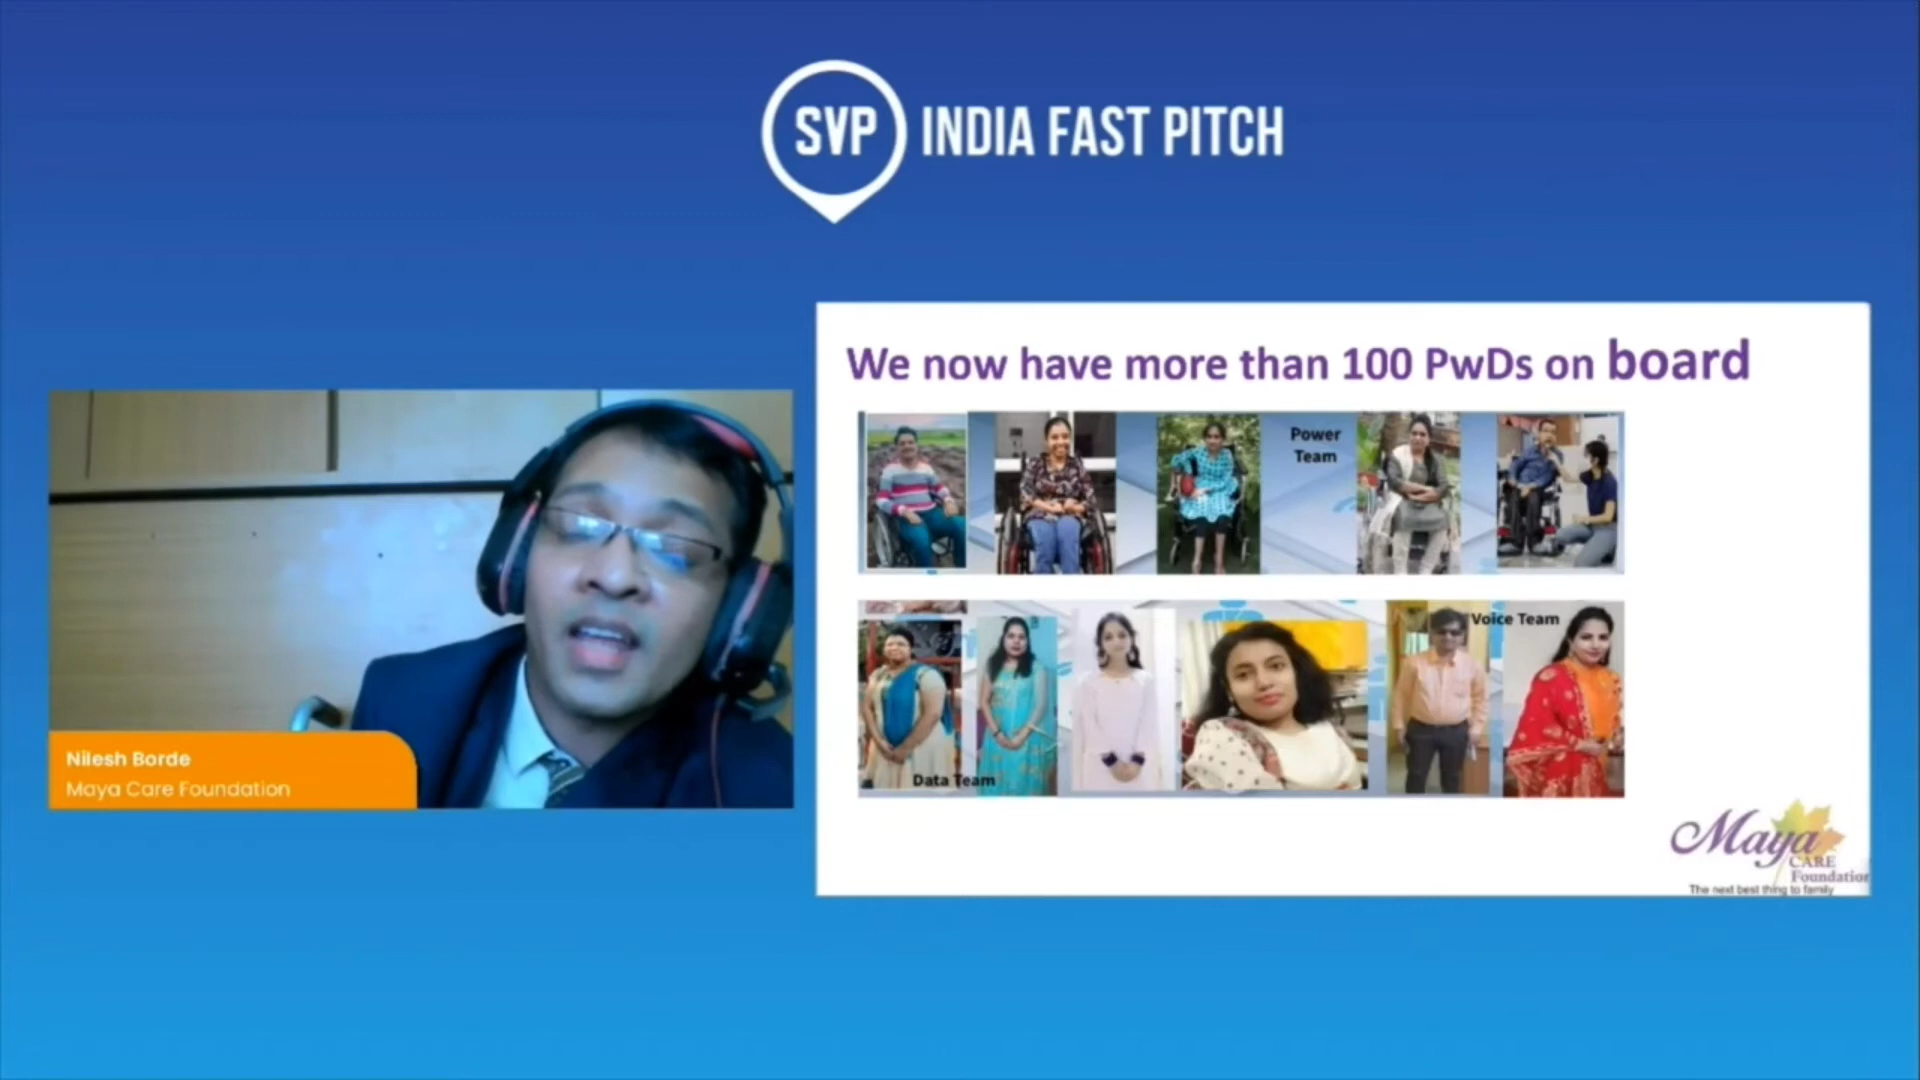 SVP INDIA FAST PITCH
We now have more than 100 PwDs on board
Power
Team
Voice Team
Data Team
Nilesh Borde
Maya Care Foundation
Maya
CARE
Foundation
The next best thing to family